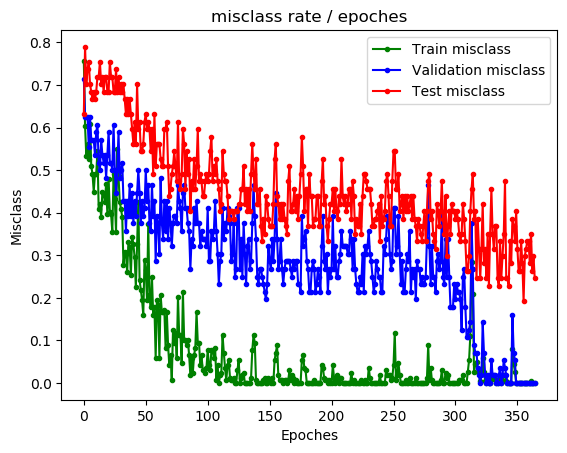 misclass rate / epoches
Train misclass
Validation misclass
Test misclass
Misclass
0.8
0.7
0.6
0.5
0.4
0.3
0.2
0.1
0.0
0 50 100 150 200 250 300 350
Epoches